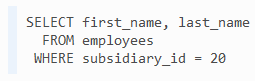 SELECT first_name, last_name
  FROM employees
 WHERE subsidiary_id = 20